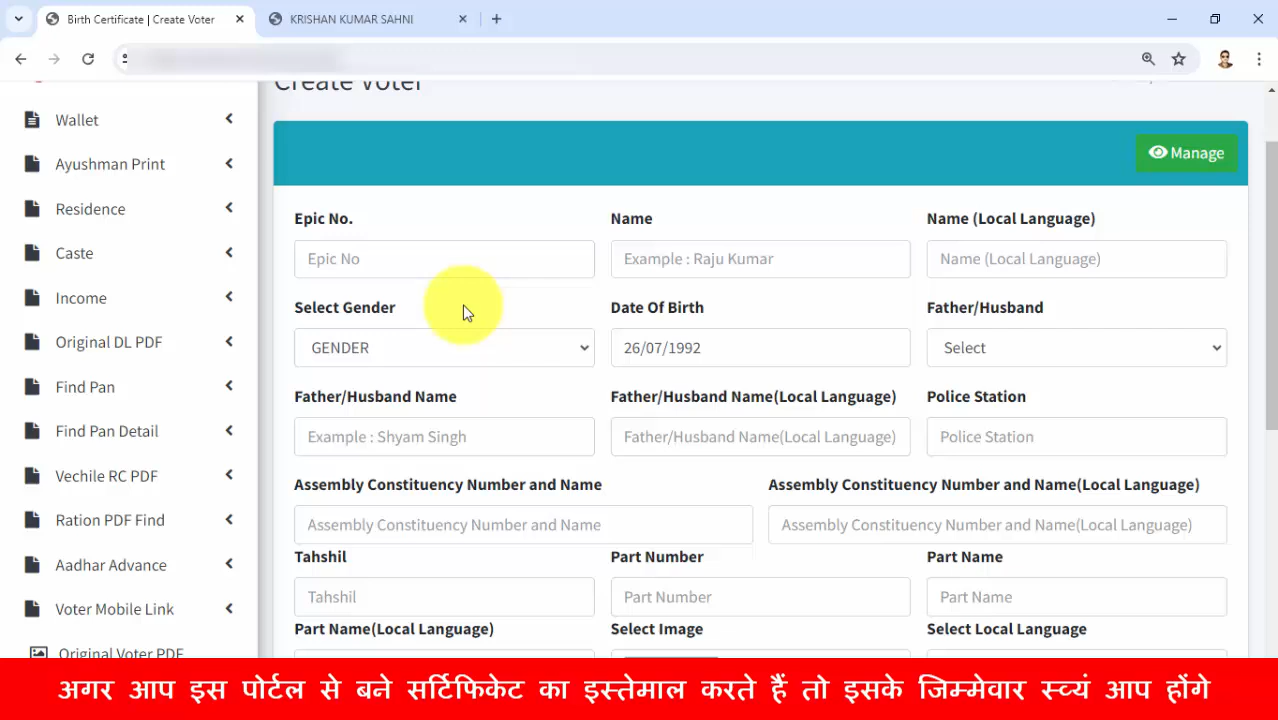 Birth Certificate | Create Voter
KRISHAN KUMAR SAHNI
Create Voter
Wallet
Ayushman Print
Residence
Caste
Income
Original DL PDF
Find Pan
Find Pan Detail
Vechile RC PDF
Ration PDF Find
Aadhar Advance
Voter Mobile Link
Original Voter PDF
Manage
Epic No. Name Name (Local Language)
Epic No Example : Raju Kumar Name (Local Language)
Select Gender Date Of Birth Father/Husband
GENDER 26/07/1992 Select
Father/Husband Name Father/Husband Name(Local Language) Police Station
Example : Shyam Singh Father/Husband Name(Local Language) Police Station
Assembly Constituency Number and Name Assembly Constituency Number and Name(Local Language)
Assembly Constituency Number and Name Assembly Constituency Number and Name(Local Language)
Tahshil Part Number Part Name
Tahshil Part Number Part Name
Part Name(Local Language) Select Image Select Local Language
अगर आप इस पोर्टल से बने सर्टिफिकेट का इस्तेमाल करते हैं तो इसके जिम्मेवार स्व्यं आप होंगे